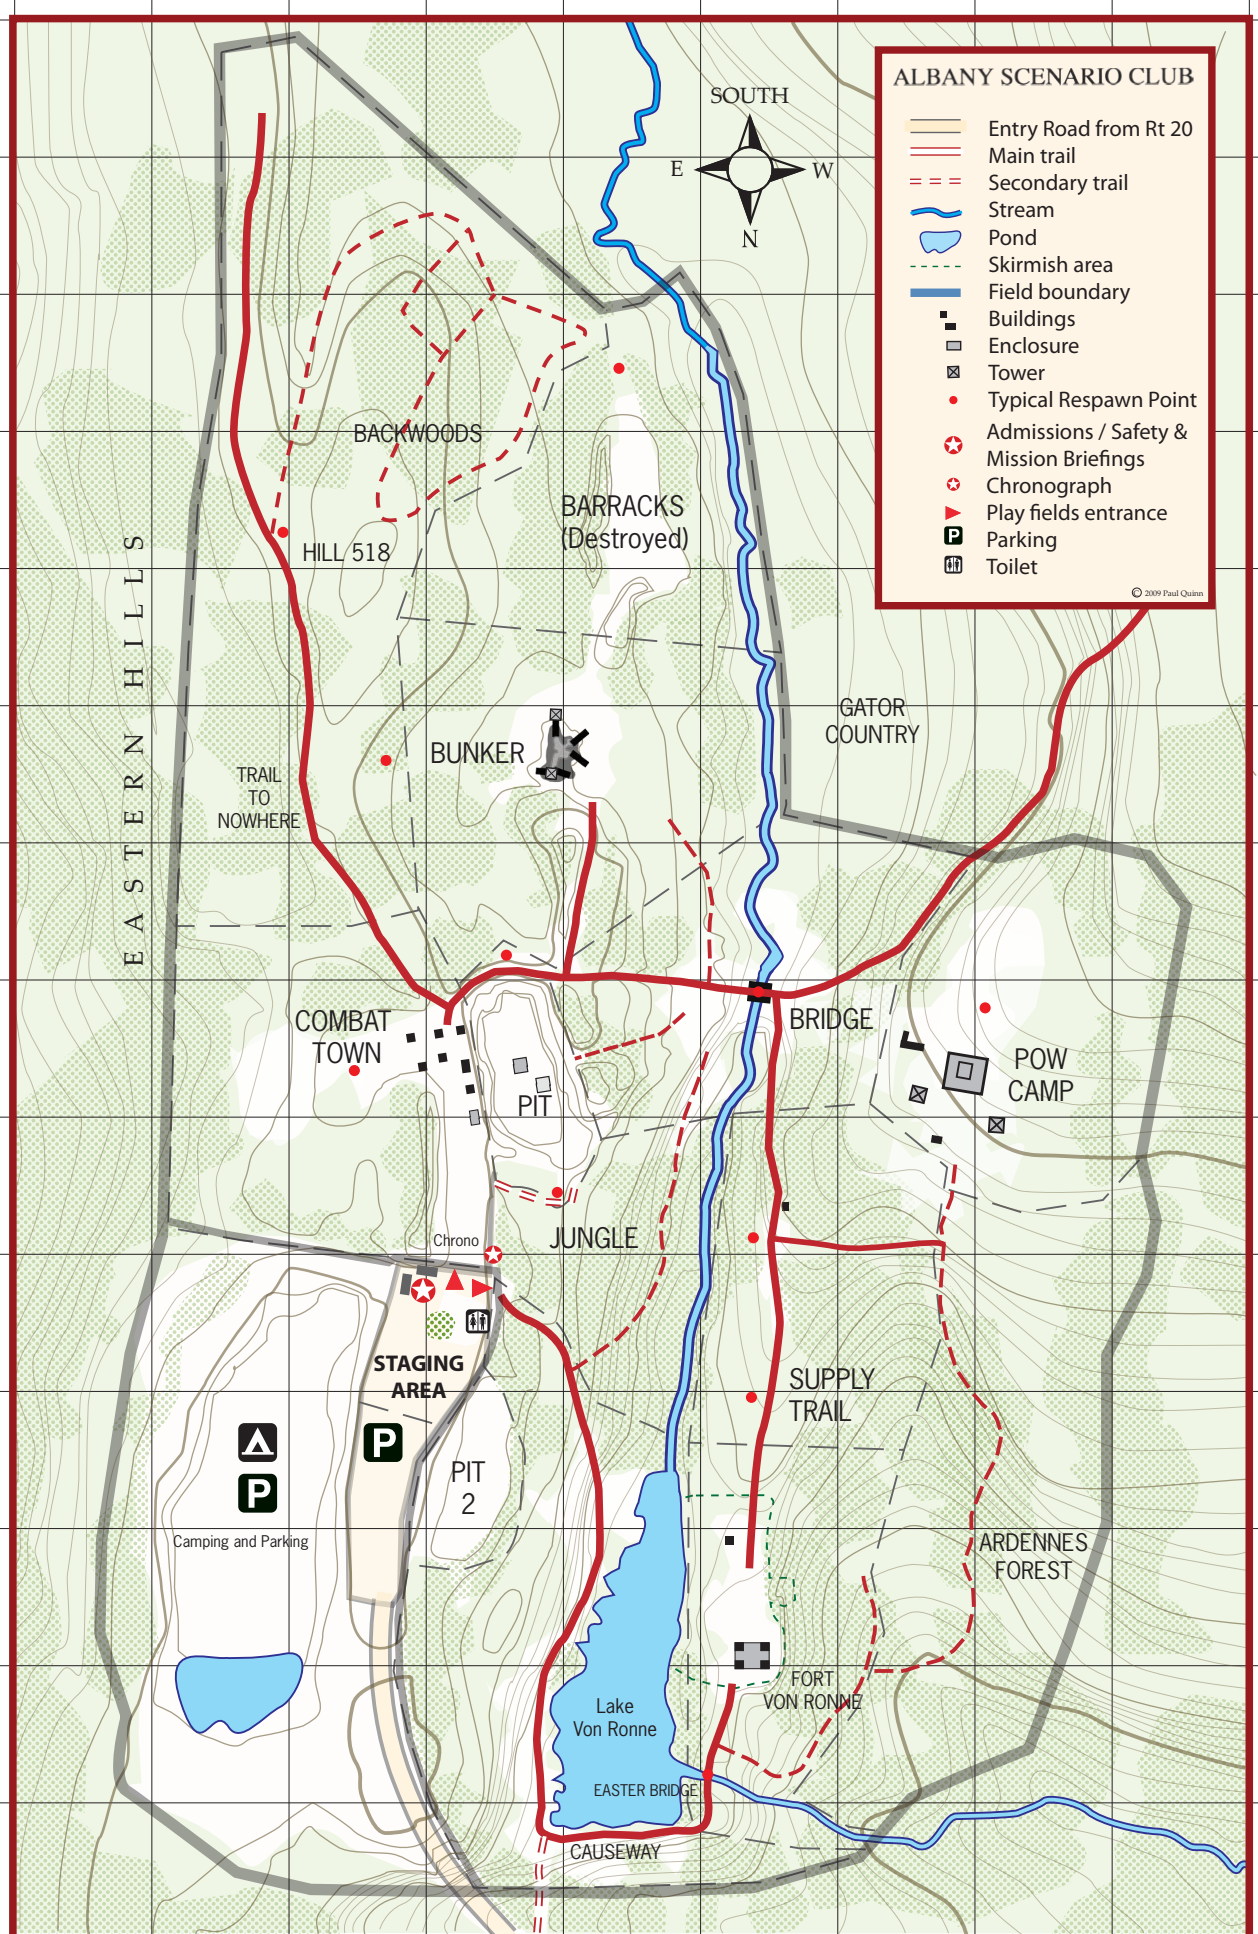 ALBANY SCENARIO CLUB
Entry Road from Rt 20
Main trail
Secondary trail
Stream
Pond
Skirmish area
Field boundary
Buildings
Enclosure
Tower
Typical Respawn Point
Admissions / Safety &
Mission Briefings
Chronograph
Play fields entrance
P
Parking
Toilet
© 2009 Paul Quinn
SOUTH
E
W
N
BACKWOODS
BARRACKS
(Destroyed)
HILL 518
EASTERN HILLS
GATOR
COUNTRY
BUNKER
TRAIL
TO
NOWHERE
COMBAT
TOWN
BRIDGE
POW
CAMP
PIT
JUNGLE
Chrono
STAGING
AREA
SUPPLY
TRAIL
P
PIT
2
P
Camping and Parking
ARDENNES
FOREST
FORT
VON RONNE
Lake
Von Ronne
EASTER BRIDGE
CAUSEWAY